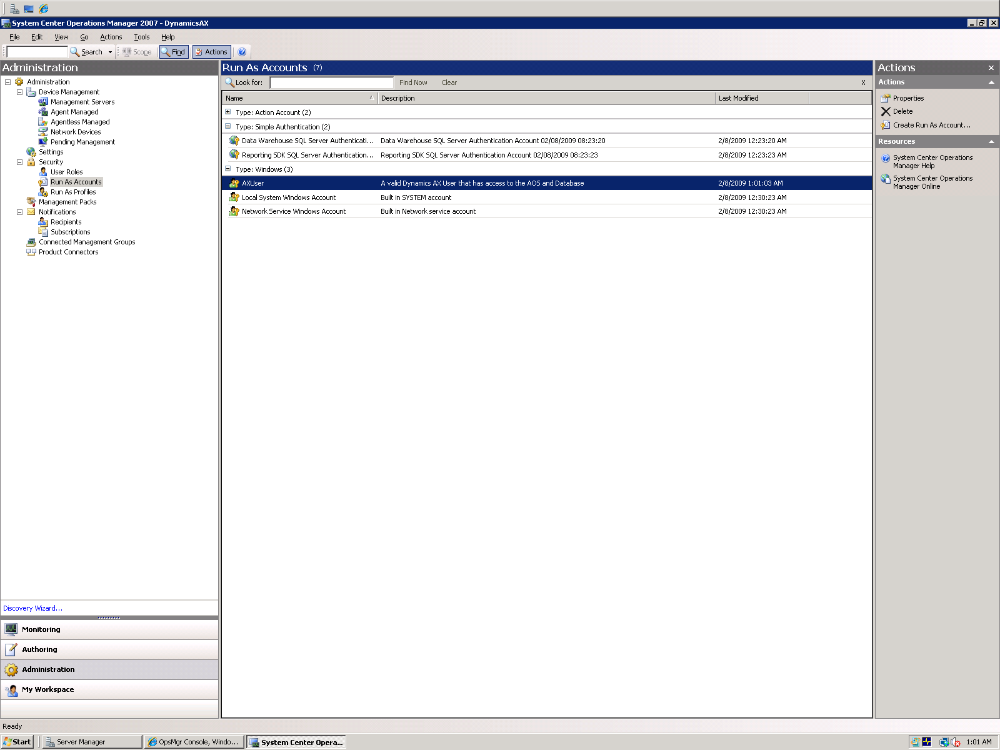 System Center Operations Manager 2007 - DynamicsAX
File Edit View Go Actions Tools Help
Search Scope Find Actions
Administration
Administration
Device Management
Management Servers
Agent Managed
Agentless Managed
Network Devices
Pending Management
Settings
Security
User Roles
Run As Accounts
Run As Profiles
Management Packs
Notifications
Recipients
Subscriptions
Connected Management Groups
Product Connectors
Discovery Wizard...
Monitoring
Authoring
Administration
My Workspace
Run As Accounts (7)
Look for: Find Now Clear X
Name Description Last Modified
Type: Action Account (2)
Type: Simple Authentication (2)
Data Warehouse SQL Server Authenticati... Data Warehouse SQL Server Authentication Account 02/08/2009 08:23:20 2/8/2009 12:23:20 AM
Reporting SDK SQL Server Authentication... Reporting SDK SQL Server Authentication Account 02/08/2009 08:23:23 2/8/2009 12:23:23 AM
Type: Windows (3)
AXUser A valid Dynamics AX User that has access to the AOS and Database 2/8/2009 1:01:03 AM
Local System Windows Account Built in SYSTEM account 2/8/2009 12:30:23 AM
Network Service Windows Account Built in Network service account 2/8/2009 12:30:23 AM
Actions
Actions
Properties
Delete
Create Run As Account...
Resources
System Center Operations
Manager Help
System Center Operations
Manager Online
Ready
Start Server Manager OpsMgr Console, Windo... System Center Opera... 1:01 AM